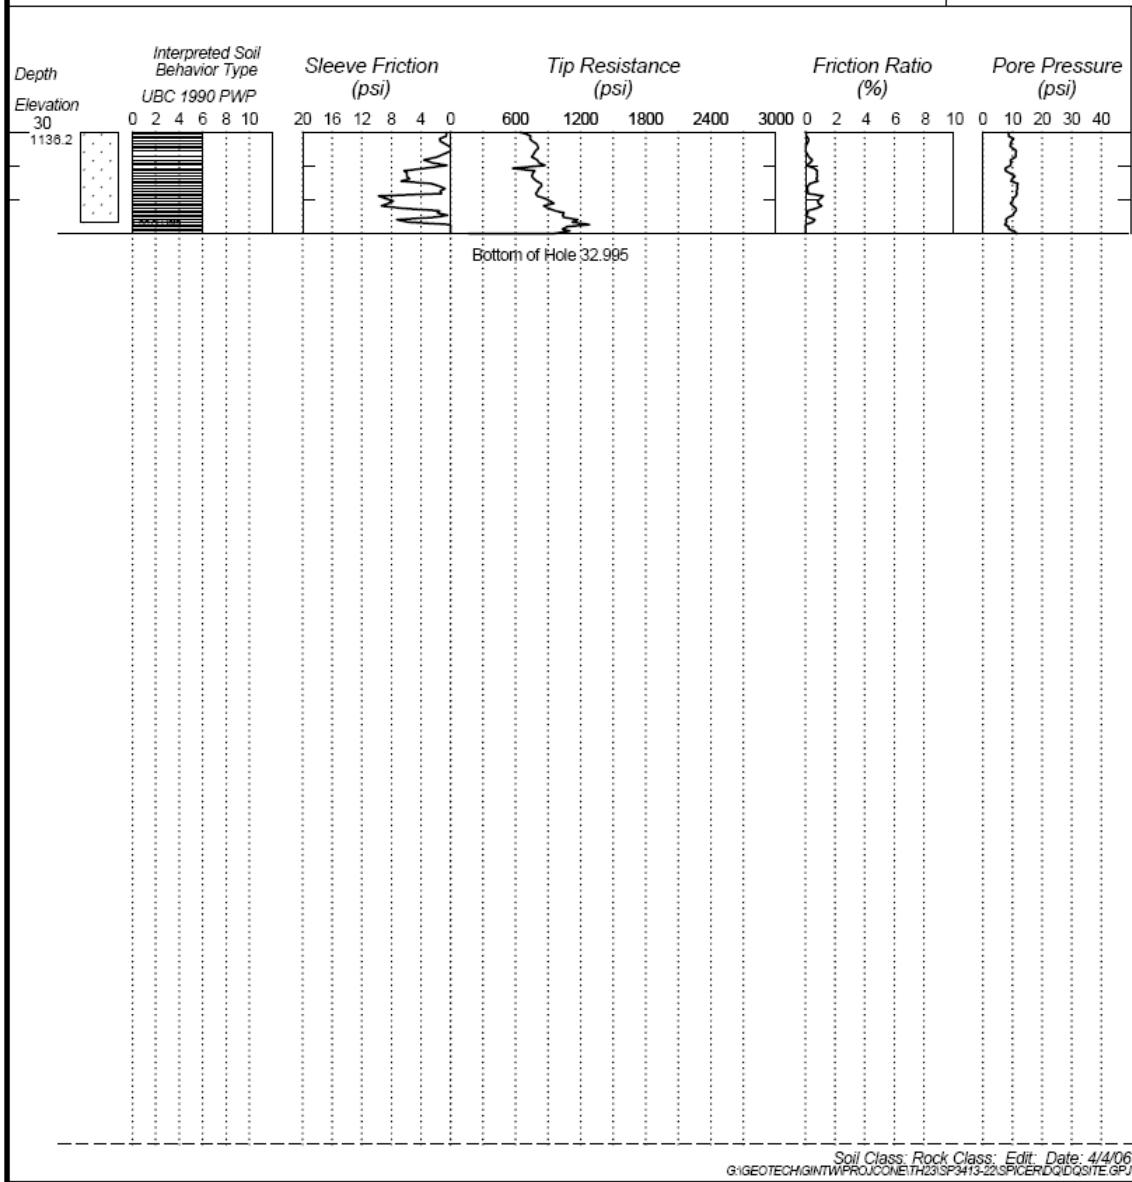 Depth
Elevation
Interpreted Soil
Behavior Type
UBC 1990 PWP
Sleeve Friction
(psi)
Tip Resistance
(psi)
Friction Ratio
(%)
Pore Pressure
(psi)
30
1136.2
0 2 4 6 8 10
20 16 12 8 4 0
600 1200 1800 2400 3000
0 2 4 6 8 10
0 10 20 30 40
Bottom of Hole 32.995
Soil Class: Rock Class: Edit: Date: 4/4/06
G:\GEOTECH\GINTW\PROJCONE\TH23\SP3413-22\SPICER\DQ\DQSITE.GPJ